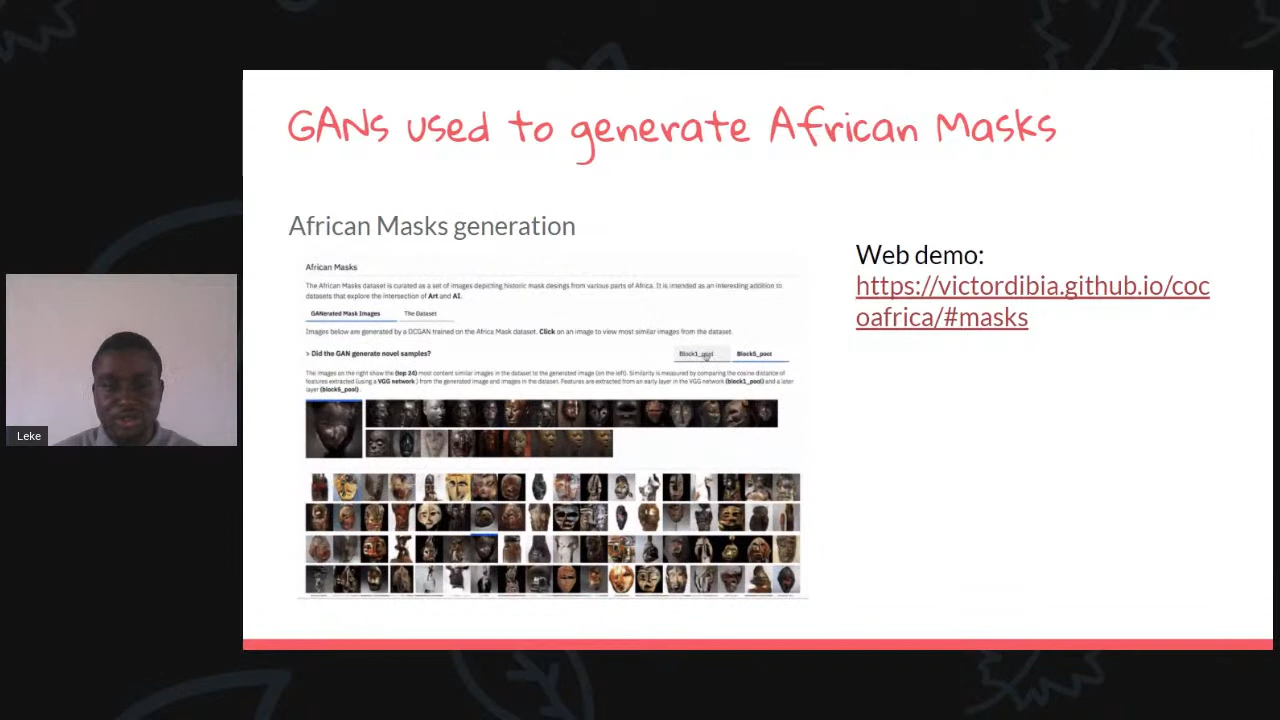 GANs used to generate African Masks
African Masks generation
African Masks
The African Masks dataset is curated as a set of images depicting historic mask desings from various parts of Africa. It is intended as an interesting addition to
datasets that explore the intersection of Art and AI.
GANerated Mask Images The Dataset
Images below are generated by a DCGAN trained on the Africa Mask dataset. Click on an image to view most similar images from the dataset.
> Did the GAN generate novel samples? Block1_pool Block5_pool
The images on the right show the (top 24) most content similar images in the dataset to the generated image (on the left). Similarity is measured by comparing the cosine distance of
features extracted (using a VGG network) from the generated image and images in the dataset. Features are extracted from an early layer in the VGG network (block1_pool) and a later
layer (block5_pool).
Web demo:
https://victordibia.github.io/coc
oafrica/#masks
Leke